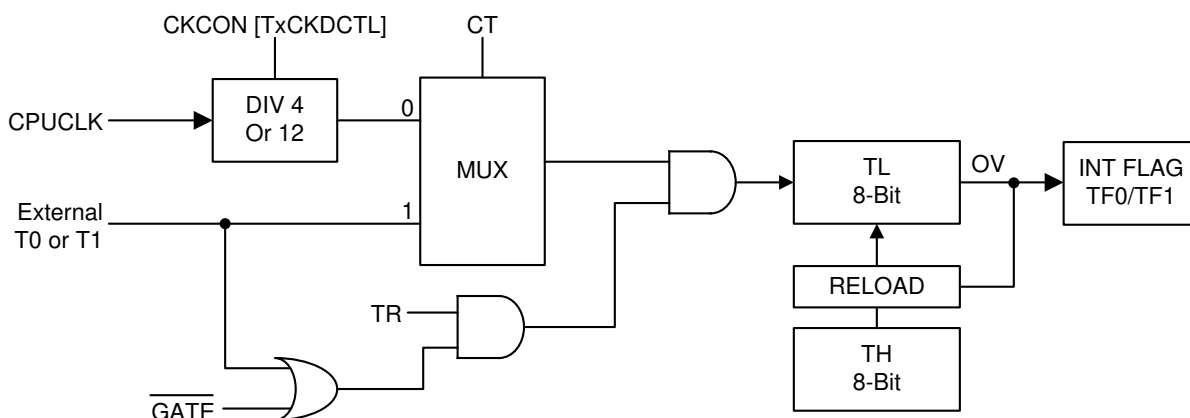 CKCON [TxCKDCTL]
CT
CPUCLK
DIV 4
Or 12
0
MUX
External
T0 or T1
1
TL
8-Bit
OV
INT FLAG
TF0/TF1
RELOAD
TR
TH
8-Bit
GATE